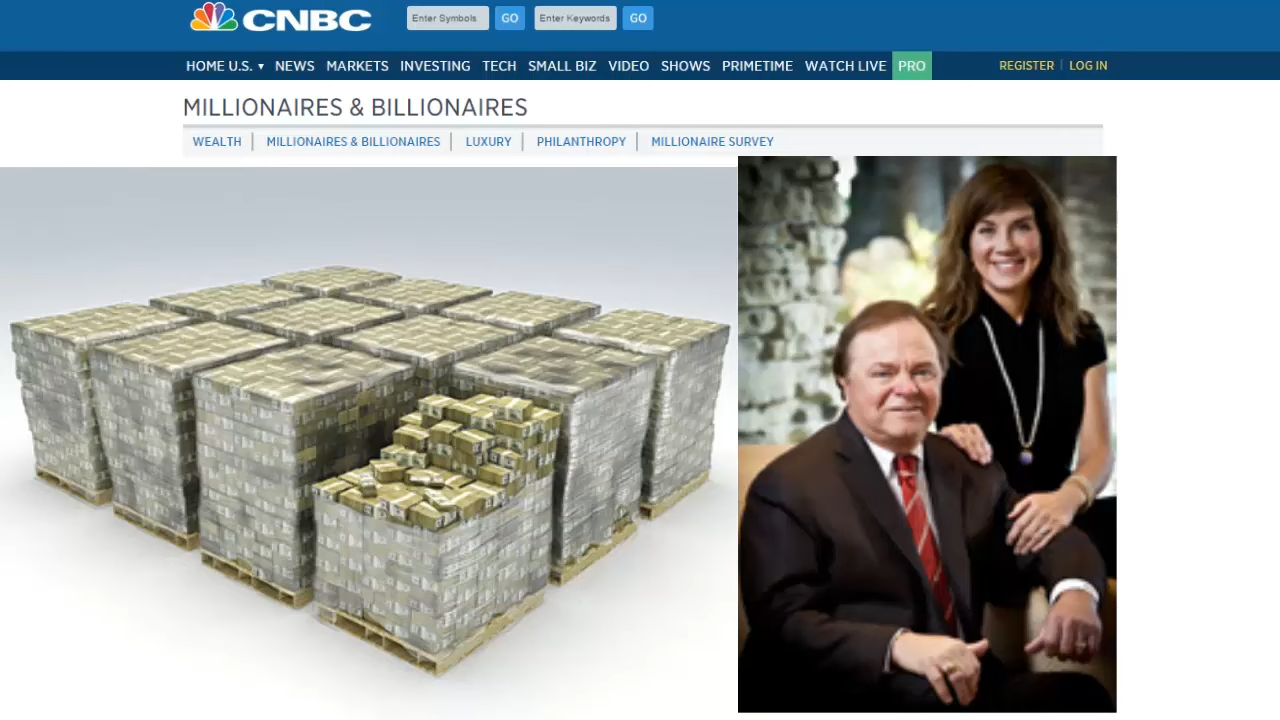 CNBC
Enter Symbols GO Enter Keywords GO
HOME U.S. ▾ NEWS MARKETS INVESTING TECH SMALL BIZ VIDEO SHOWS PRIMETIME WATCH LIVE PRO REGISTER | LOG IN
MILLIONAIRES & BILLIONAIRES
WEALTH | MILLIONAIRES & BILLIONAIRES | LUXURY | PHILANTHROPY | MILLIONAIRE SURVEY